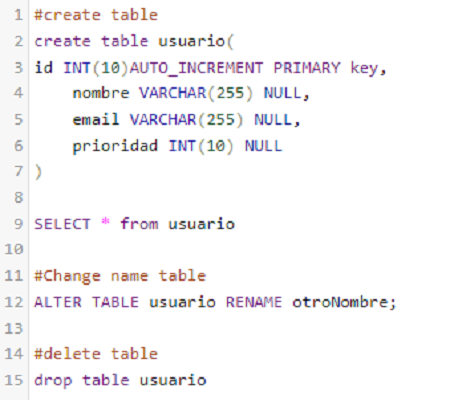 1 #create table
2 create table usuario(
3 id INT(10)AUTO_INCREMENT PRIMARY key,
4 nombre VARCHAR(255) NULL,
5 email VARCHAR(255) NULL,
6 prioridad INT(10) NULL
7 )
8
9 SELECT * from usuario
10
11 #Change name table
12 ALTER TABLE usuario RENAME otroNombre;
13
14 #delete table
15 drop table usuario